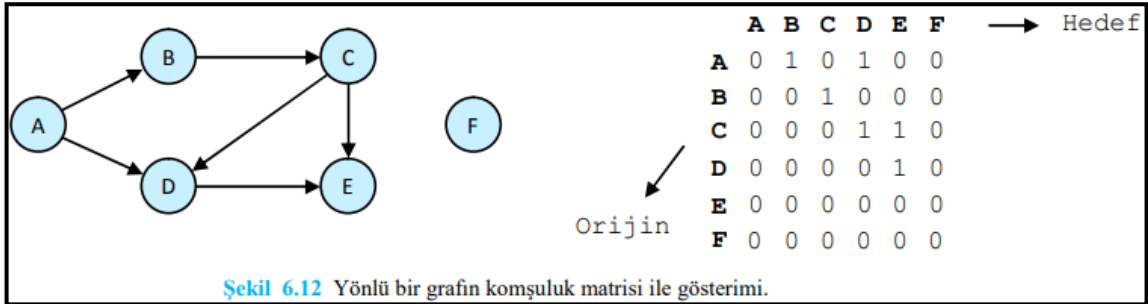 A B C D E F Hedef
B C A 0 1 0 1 0 0
B 0 0 1 0 0 0
A F C 0 0 0 1 1 0
D E D 0 0 0 0 1 0
Orijin E 0 0 0 0 0 0
F 0 0 0 0 0 0
Şekil 6.12 Yönlü bir grafın komşuluk matrisi ile gösterimi.